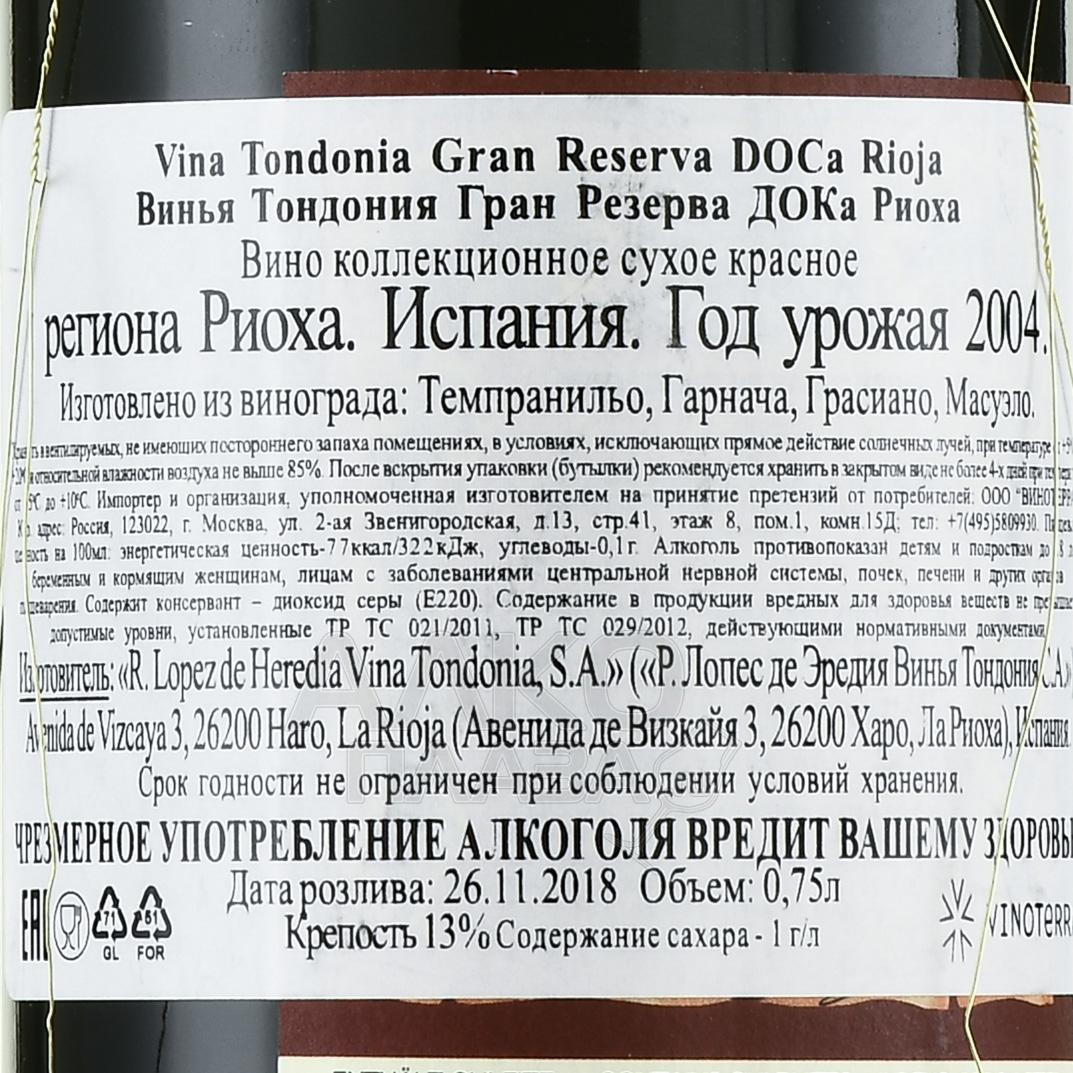 Vina Tondonia Gran Reserva DOCa Rioja
Винья Тондония Гран Резерва ДОКа Риоха
Вино коллекционное сухое красное
региона Риоха. Испания. Год урожая 2004.
Изготовлено из винограда: Темпранильо, Гарнача, Грасиано, Масуэло.
вентилируемых, не имеющих постороннего запаха помещениях, в условиях, исключающих прямое действие солнечных лучей, при температуре
и относительной влажности воздуха не выше 85%. После вскрытия упаковки (бутылки) рекомендуется хранить в закрытом виде не более 4-х дней при
до +10°С. Импортер и организация, уполномоченная изготовителем на принятие претензий от потребителей: ООО
адрес: Россия, 123022, г. Москва, ул. 2-ая Звенигородская, д.13, стр.41, этаж 8, пом.1, комн.15Д; тел: +7(495)5809930.
на 100мл: энергетическая ценность-77ккал/322кДж, углеводы-0,1г. Алкоголь противопоказан детям и подросткам до
беременным и кормящим женщинам, лицам с заболеваниями центральной нервной системы, почек, печени и других
Содержит консервант – диоксид серы (Е220). Содержание в продукции вредных для здоровья веществ не
допустимые уровни, установленные ТР ТС 021/2011, ТР ТС 029/2012, действующими нормативными документами.
Изготовитель: «R. Lopez de Heredia Vina Tondonia, S.A.» («Р. Лопес де Эредия Винья Тондония
Avenida de Vizcaya 3, 26200 Haro, La Rioja (Авенида де Визкайя 3, 26200 Харо, Ла Риоха), Испания.
Срок годности не ограничен при соблюдении условий хранения.
ЧРЕЗМЕРНОЕ УПОТРЕБЛЕНИЕ АЛКОГОЛЯ ВРЕДИТ ВАШЕМУ ЗДОРОВЬ
Дата розлива: 26.11.2018 Объем: 0,75л
Крепость 13% Содержание сахара - 1 г/л
EAC
71
GL
51
FOR
VINOTERR